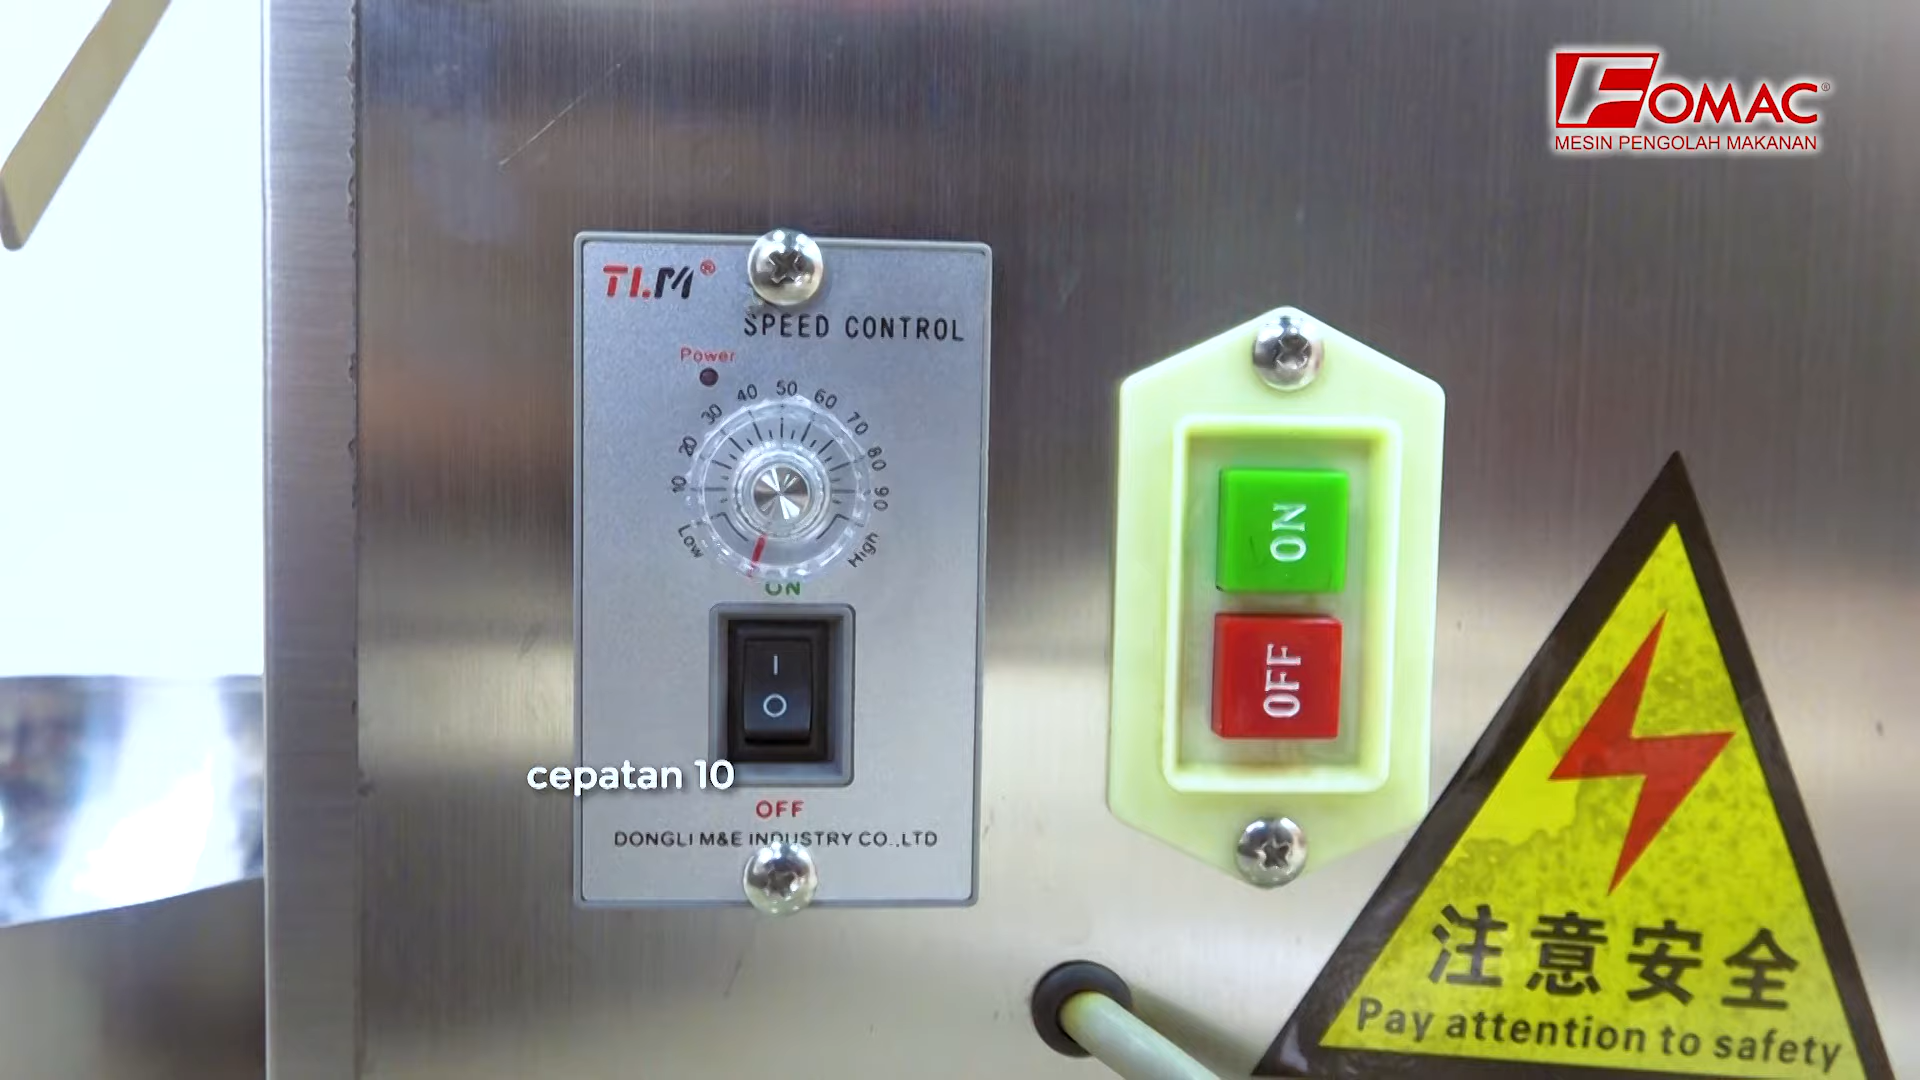 FOMAC®
MESIN PENGOLAH MAKANAN
TL.M®
SPEED CONTROL
Power
10 20 30 40 50 60 70 80 90
Low
High
ON
OFF
DONGLI M&E INDUSTRY CO.,LTD
cepatan 10
ON
OFF
注意安全
Pay attention to safety